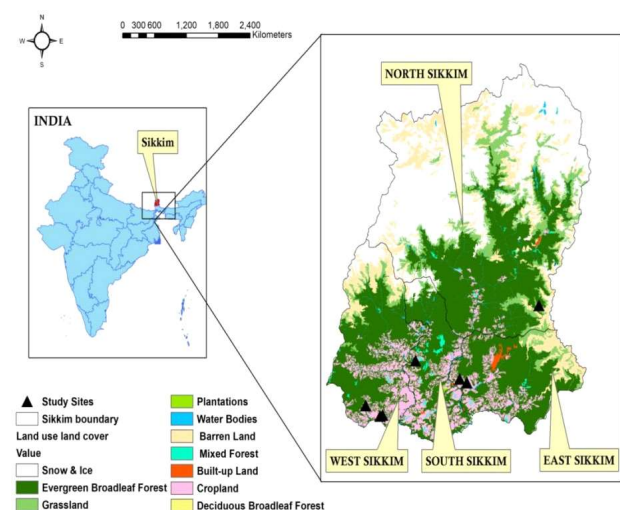 N
W E
S
0 300 600 1,200 1,800 2,400
Kilometers
INDIA
Sikkim
NORTH SIKKIM
WEST SIKKIM
SOUTH SIKKIM
EAST SIKKIM
Study Sites
Sikkim boundary
Land use land cover
Value
Snow & Ice
Evergreen Broadleaf Forest
Grassland
Plantations
Water Bodies
Barren Land
Mixed Forest
Built-up Land
Cropland
Deciduous Broadleaf Forest